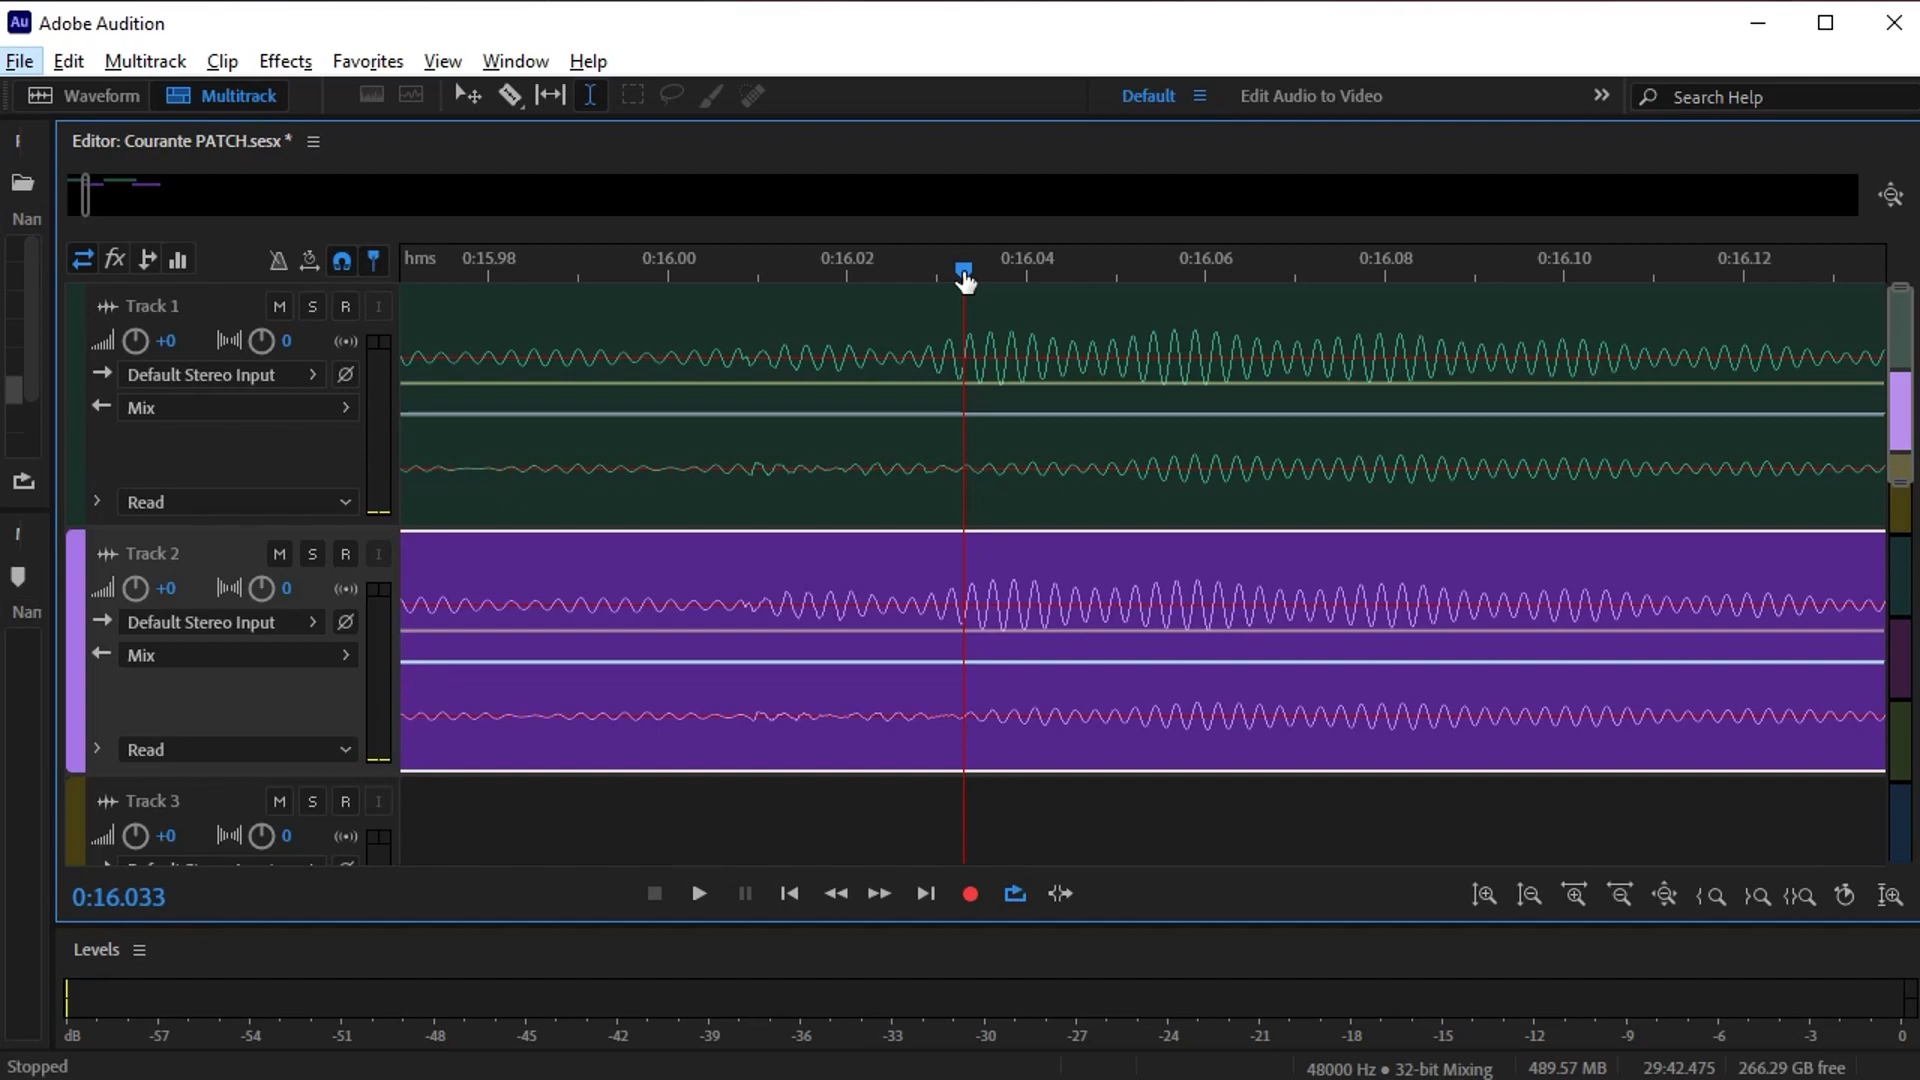 Au Adobe Audition
File Edit Multitrack Clip Effects Favorites View Window Help
Waveform Multitrack Default Edit Audio to Video Search Help
Editor: Courante PATCH.sesx *
Nan
fx hms 0:15.98 0:16.00 0:16.02 0:16.04 0:16.06 0:16.08 0:16.10 0:16.12
Track 1 M S R I
+0 0
Default Stereo Input
Mix
Read
Track 2 M S R I
+0 0
Nan
Default Stereo Input
Mix
Read
Track 3 M S R I
+0 0
0:16.033
Levels
dB -57 -54 -51 -48 -45 -42 -39 -36 -33 -30 -27 -24 -21 -18 -15 -12 -9 -6 -3 0
Stopped 48000 Hz ● 32-bit Mixing 489.57 MB 29:42.475 266.29 GB free